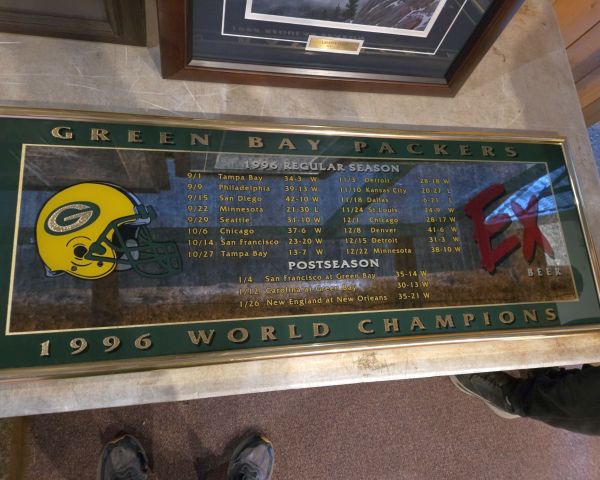 GREEN BAY PACKERS
1996 REGULAR SEASON
9/1 Tampa Bay 34-3 W 11/3 Detroit 28-18 W
9/9 Philadelphia 39-13 W 11/10 Kansas City 20-27 L
9/15 San Diego 42-10 W 11/18 Dallas 6-21 L
9/22 Minnesota 21-30 L 11/24 St Louis 24-9 W
9/29 Seattle 31-10 W 12/1 Chicago 28-17 W
10/6 Chicago 37-6 W 12/8 Denver 41-6 W
10/14 San Francisco 23-20 W 12/15 Detroit 31-3 W
10/27 Tampa Bay 13-7 W 12/22 Minnesota 38-10 W
POSTSEASON
1/4 San Francisco at Green Bay 35-14 W
1/12 Carolina at Green Bay 30-13 W
1/26 New England at New Orleans 35-21 W
G
Ex
BEER
1996 WORLD CHAMPIONS